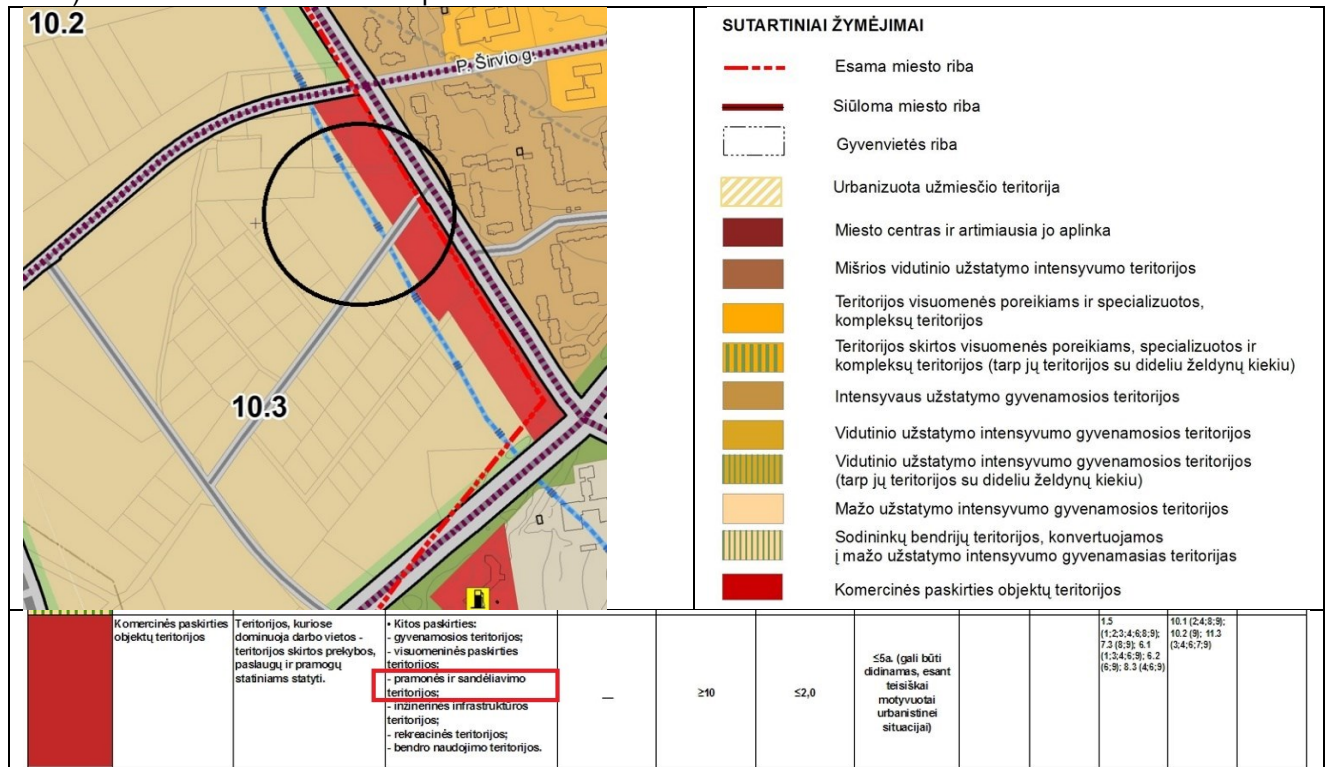 10.2
P. Širvio g.
10.3
SUTARTINIAI ŽYMĖJIMAI
Esama miesto riba
Siūloma miesto riba
Gyvenvietės riba
Urbanizuota užmiesčio teritorija
Miesto centras ir artimiausia jo aplinka
Mišrios vidutinio užstatymo intensyvumo teritorijos
Teritorijos visuomenės poreikiams ir specializuotos,
kompleksų teritorijos
Teritorijos skirtos visuomenės poreikiams, specializuotos ir
kompleksų teritorijos (tarp jų teritorijos su dideliu želdynų kiekiu)
Intensyvaus užstatymo gyvenamosios teritorijos
Vidutinio užstatymo intensyvumo gyvenamosios teritorijos
Vidutinio užstatymo intensyvumo gyvenamosios teritorijos
(tarp jų teritorijos su dideliu želdynų kiekiu)
Mažo užstatymo intensyvumo gyvenamosios teritorijos
Sodininkų bendrijų teritorijos, konvertuojamos
į mažo užstatymo intensyvumo gyvenamasias teritorijas
Komercinės paskirties objektų teritorijos
Komercinės paskirties
objektų teritorijos
Teritorijos, kuriose
dominuoja darbo vietos -
teritorijos skirtos prekybos,
paslaugų ir pramogų
statiniams statyti.
• Kitos paskirties:
- gyvenamosios teritorijos;
- visuomeninės paskirties
teritorijos;
- pramonės ir sandėliavimo
teritorijos;
- inžinerinės infrastruktūros
teritorijos;
- rekreacinės teritorijos;
- bendro naudojimo teritorijos.
—
≥10
≤2,0
≤5a. (gali būti
didinamas, esant
teisiškai
motyvuotai
urbanistinei
situacijai)
1.5
(1;2;3;4;6;8;9);
7.3 (8;9); 6.1
(1;3;4;6;9); 6.2
(6;9); 8.3 (4;6;9)
10.1 (2;4;8;9);
10.2 (9); 11.3
(3;4;6;7;9)